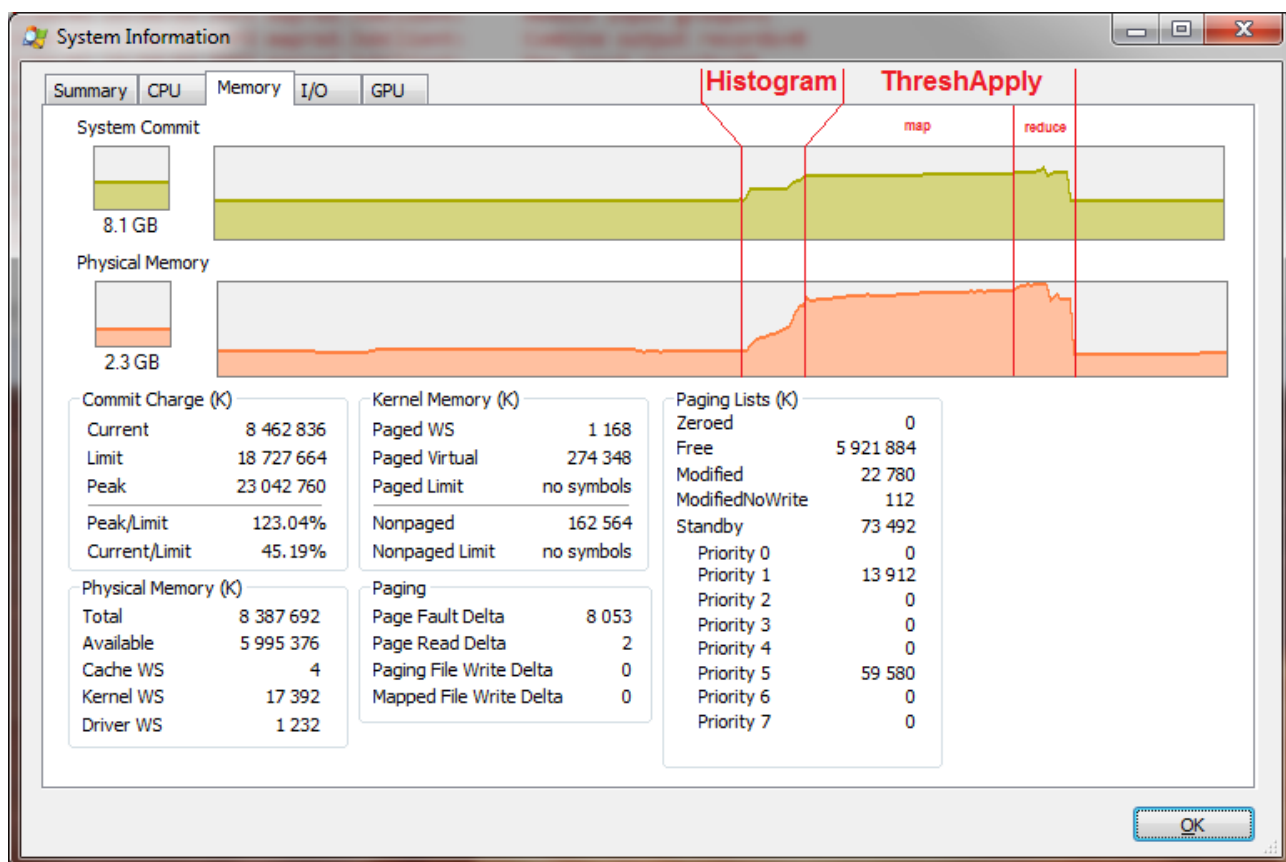 System Information
Summary CPU Memory I/O GPU
Histogram ThreshApply
map reduce
System Commit
8.1 GB
Physical Memory
2.3 GB
Commit Charge (K)
Current 8 462 836
Limit 18 727 664
Peak 23 042 760
Peak/Limit 123.04%
Current/Limit 45.19%
Physical Memory (K)
Total 8 387 692
Available 5 995 376
Cache WS 4
Kernel WS 17 392
Driver WS 1 232
Kernel Memory (K)
Paged WS 1 168
Paged Virtual 274 348
Paged Limit no symbols
Nonpaged 162 564
Nonpaged Limit no symbols
Paging
Page Fault Delta 8 053
Page Read Delta 2
Paging File Write Delta 0
Mapped File Write Delta 0
Paging Lists (K)
Zeroed 0
Free 5 921 884
Modified 22 780
ModifiedNoWrite 112
Standby 73 492
Priority 0 0
Priority 1 13 912
Priority 2 0
Priority 3 0
Priority 4 0
Priority 5 59 580
Priority 6 0
Priority 7 0
OK